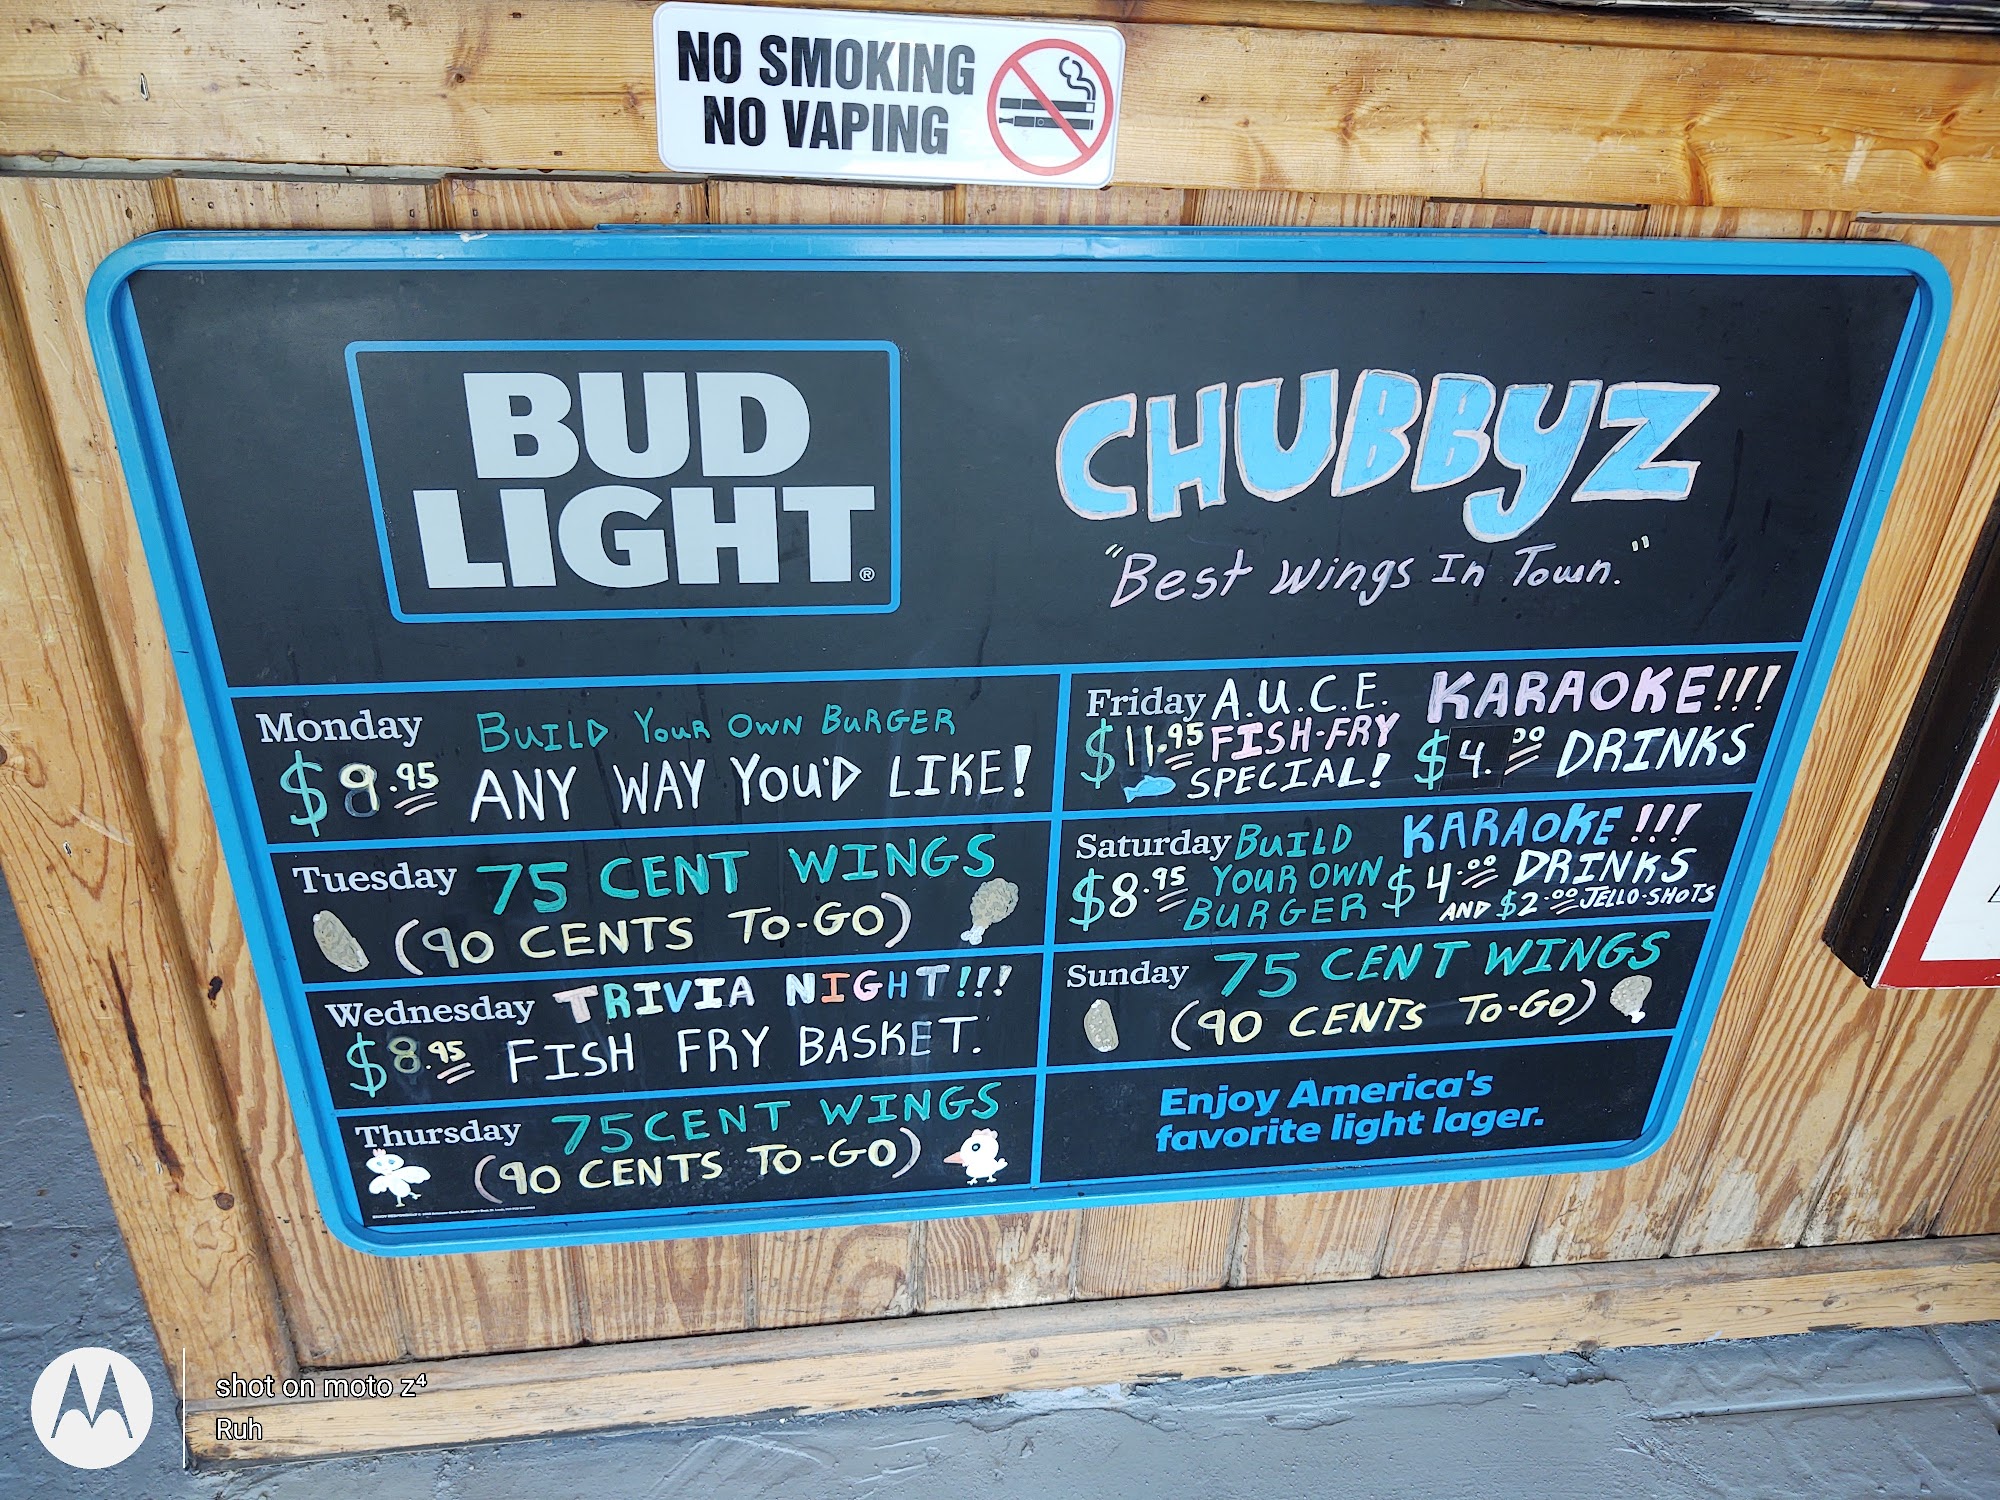 NO SMOKING
NO VAPING
BUD
LIGHT®
CHUBBYZ
"Best Wings In Town."
Monday BUILD YOUR OWN BURGER
$9.95 ANY WAY YOU'D LIKE!
Tuesday 75 CENT WINGS
(90 CENTS TO-GO)
Wednesday TRIVIA NIGHT!!!
$8.95 FISH FRY BASKET.
Thursday 75 CENT WINGS
(90 CENTS TO-GO)
Friday A.U.C.E. KARAOKE!!!
$11.95 FISH-FRY $4.00 DRINKS
SPECIAL!
Saturday BUILD KARAOKE!!!
$8.95 YOUR OWN $4.00 DRINKS
BURGER AND $2.00 JELLO-SHOTS
Sunday 75 CENT WINGS
(90 CENTS TO-GO)
Enjoy America's
favorite light lager.
shot on moto z⁴
Ruh